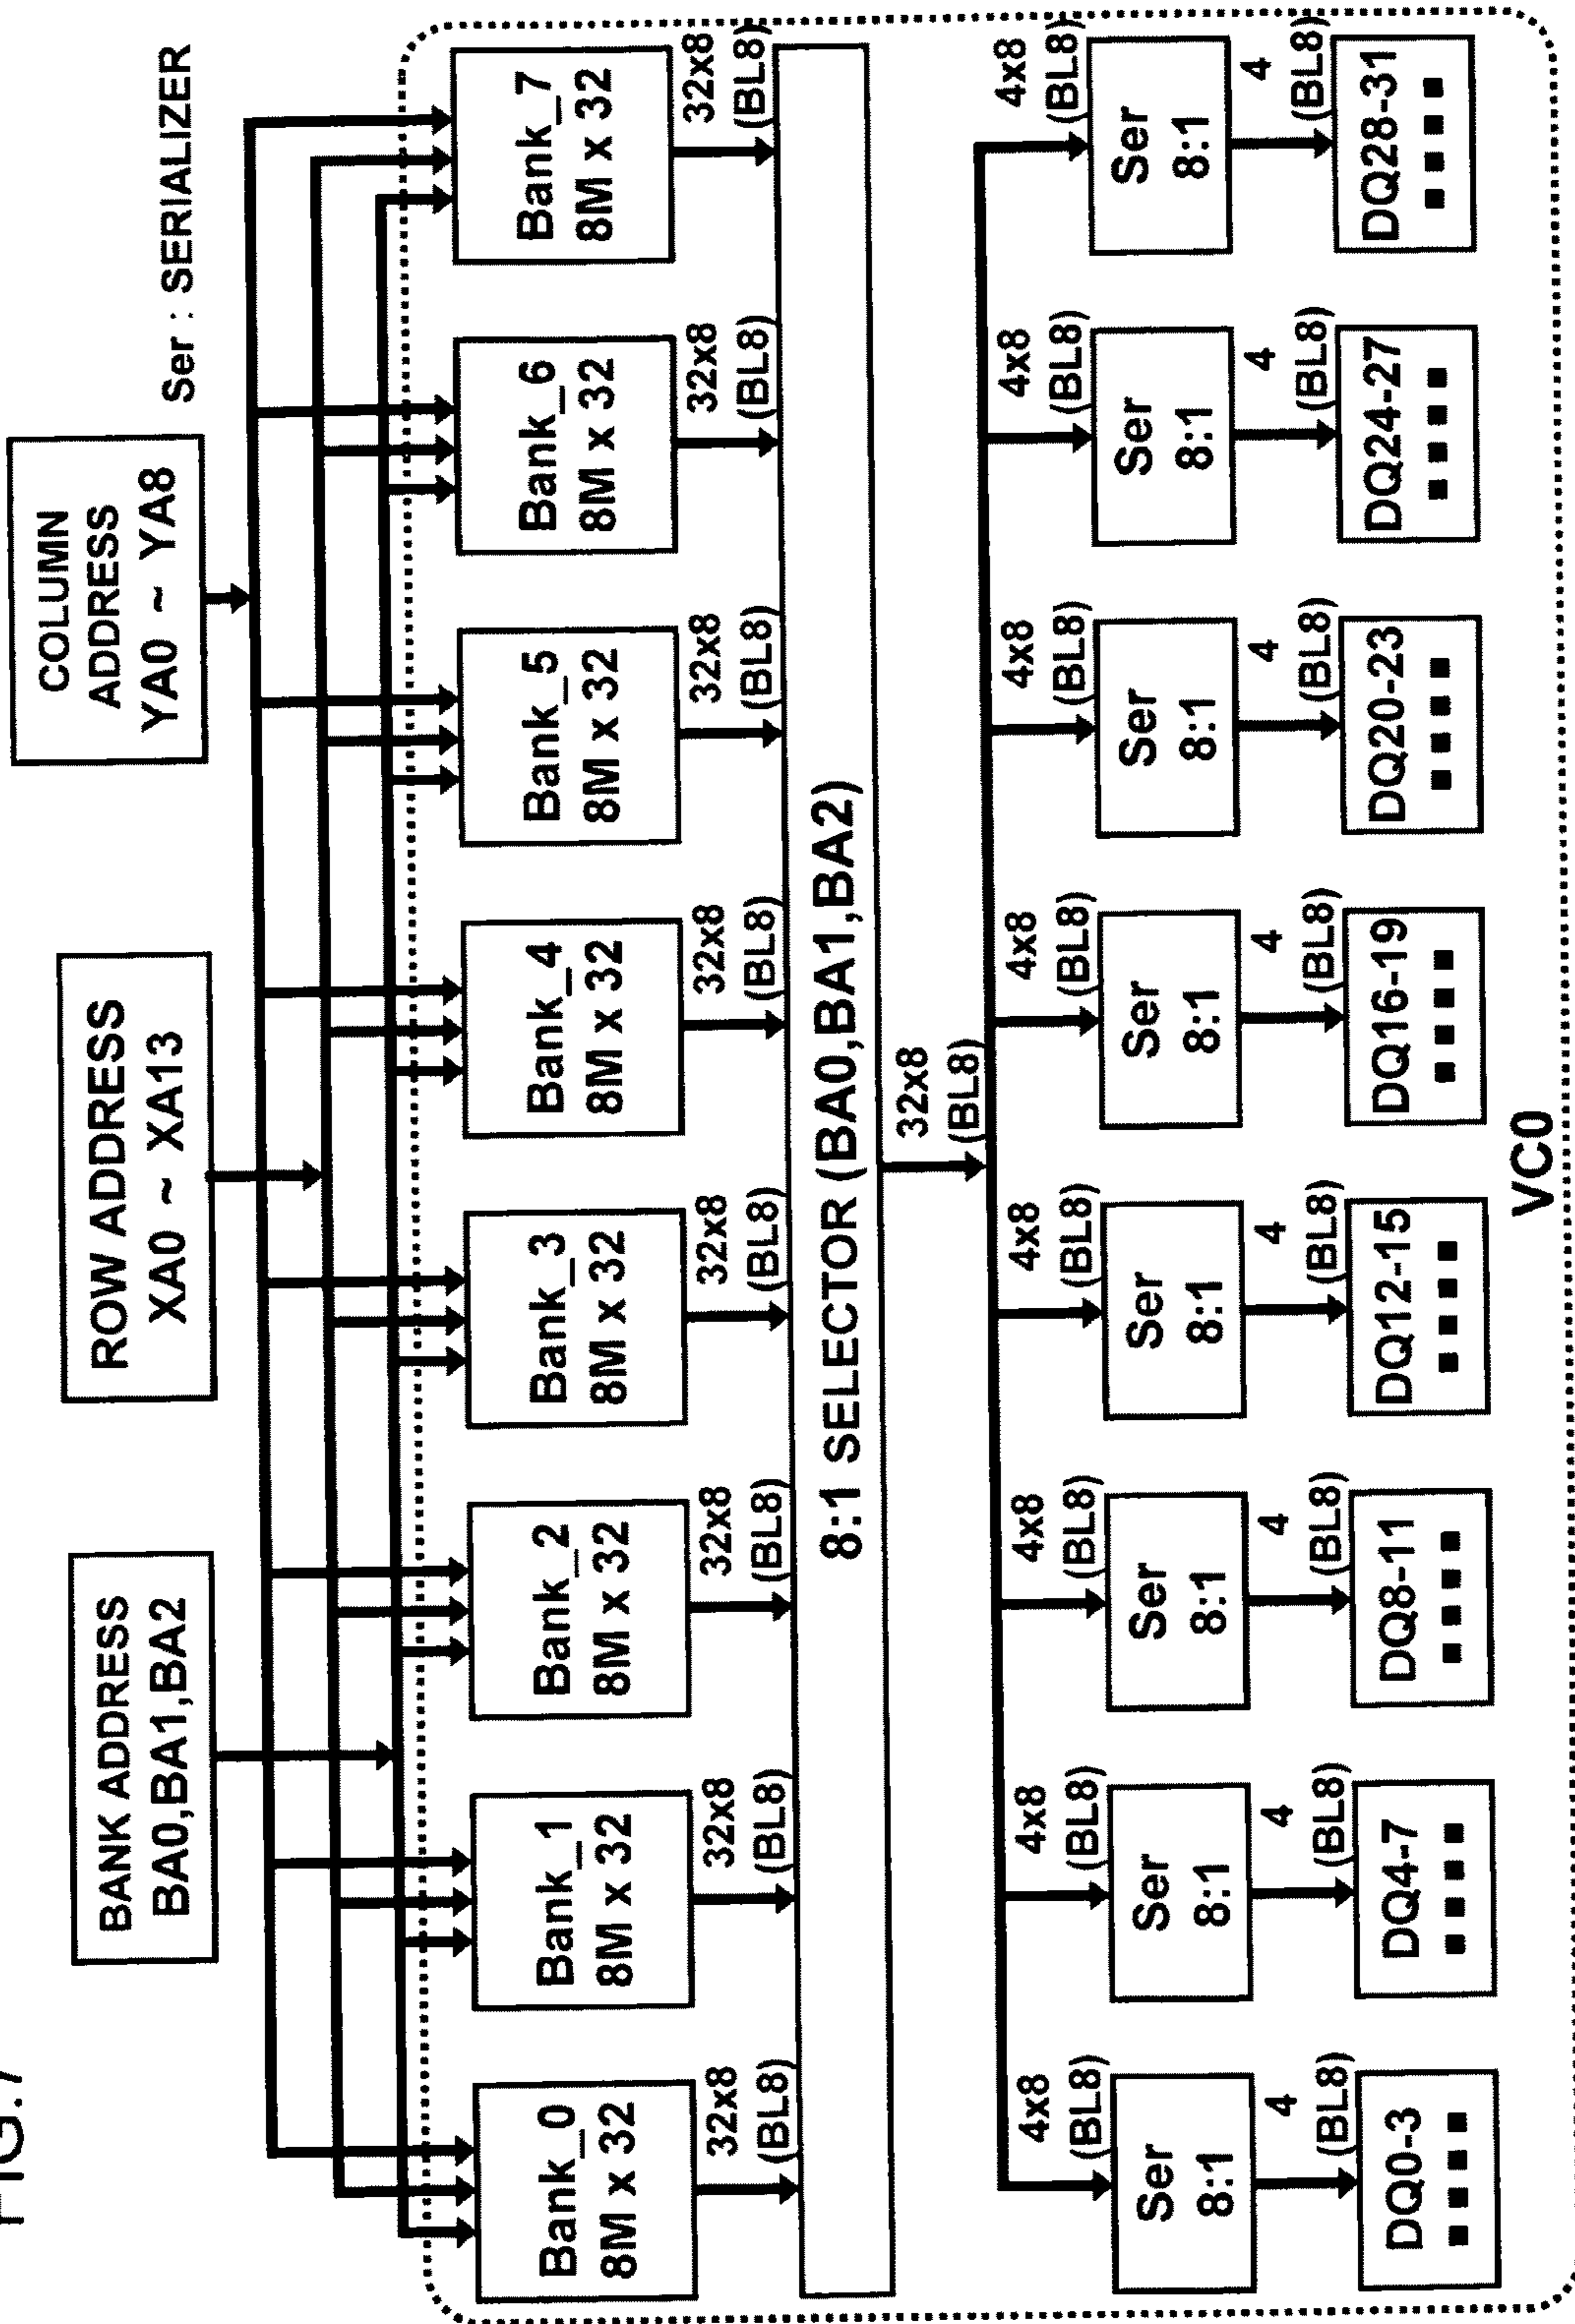 FIG.7
BANK ADDRESS
BA0,BA1,BA2
ROW ADDRESS
XA0 ~ XA13
COLUMN
ADDRESS
YA0 ~ YA8
Ser : SERIALIZER
Bank_0
8M x 32
Bank_1
8M x 32
Bank_2
8M x 32
Bank_3
8M x 32
Bank_4
8M x 32
Bank_5
8M x 32
Bank_6
8M x 32
Bank_7
8M x 32
32x8
(BL8)
32x8
(BL8)
32x8
(BL8)
32x8
(BL8)
32x8
(BL8)
32x8
(BL8)
32x8
(BL8)
32x8
(BL8)
8:1 SELECTOR (BA0,BA1,BA2)
32x8
(BL8)
4x8
(BL8)
4x8
(BL8)
4x8
(BL8)
4x8
(BL8)
4x8
(BL8)
4x8
(BL8)
4x8
(BL8)
4x8
(BL8)
Ser
8:1
Ser
8:1
Ser
8:1
Ser
8:1
Ser
8:1
Ser
8:1
Ser
8:1
Ser
8:1
4
(BL8)
4
(BL8)
4
(BL8)
4
(BL8)
4
(BL8)
4
(BL8)
4
(BL8)
4
(BL8)
DQ0-3
DQ4-7
DQ8-11
DQ12-15
DQ16-19
DQ20-23
DQ24-27
DQ28-31
VC0